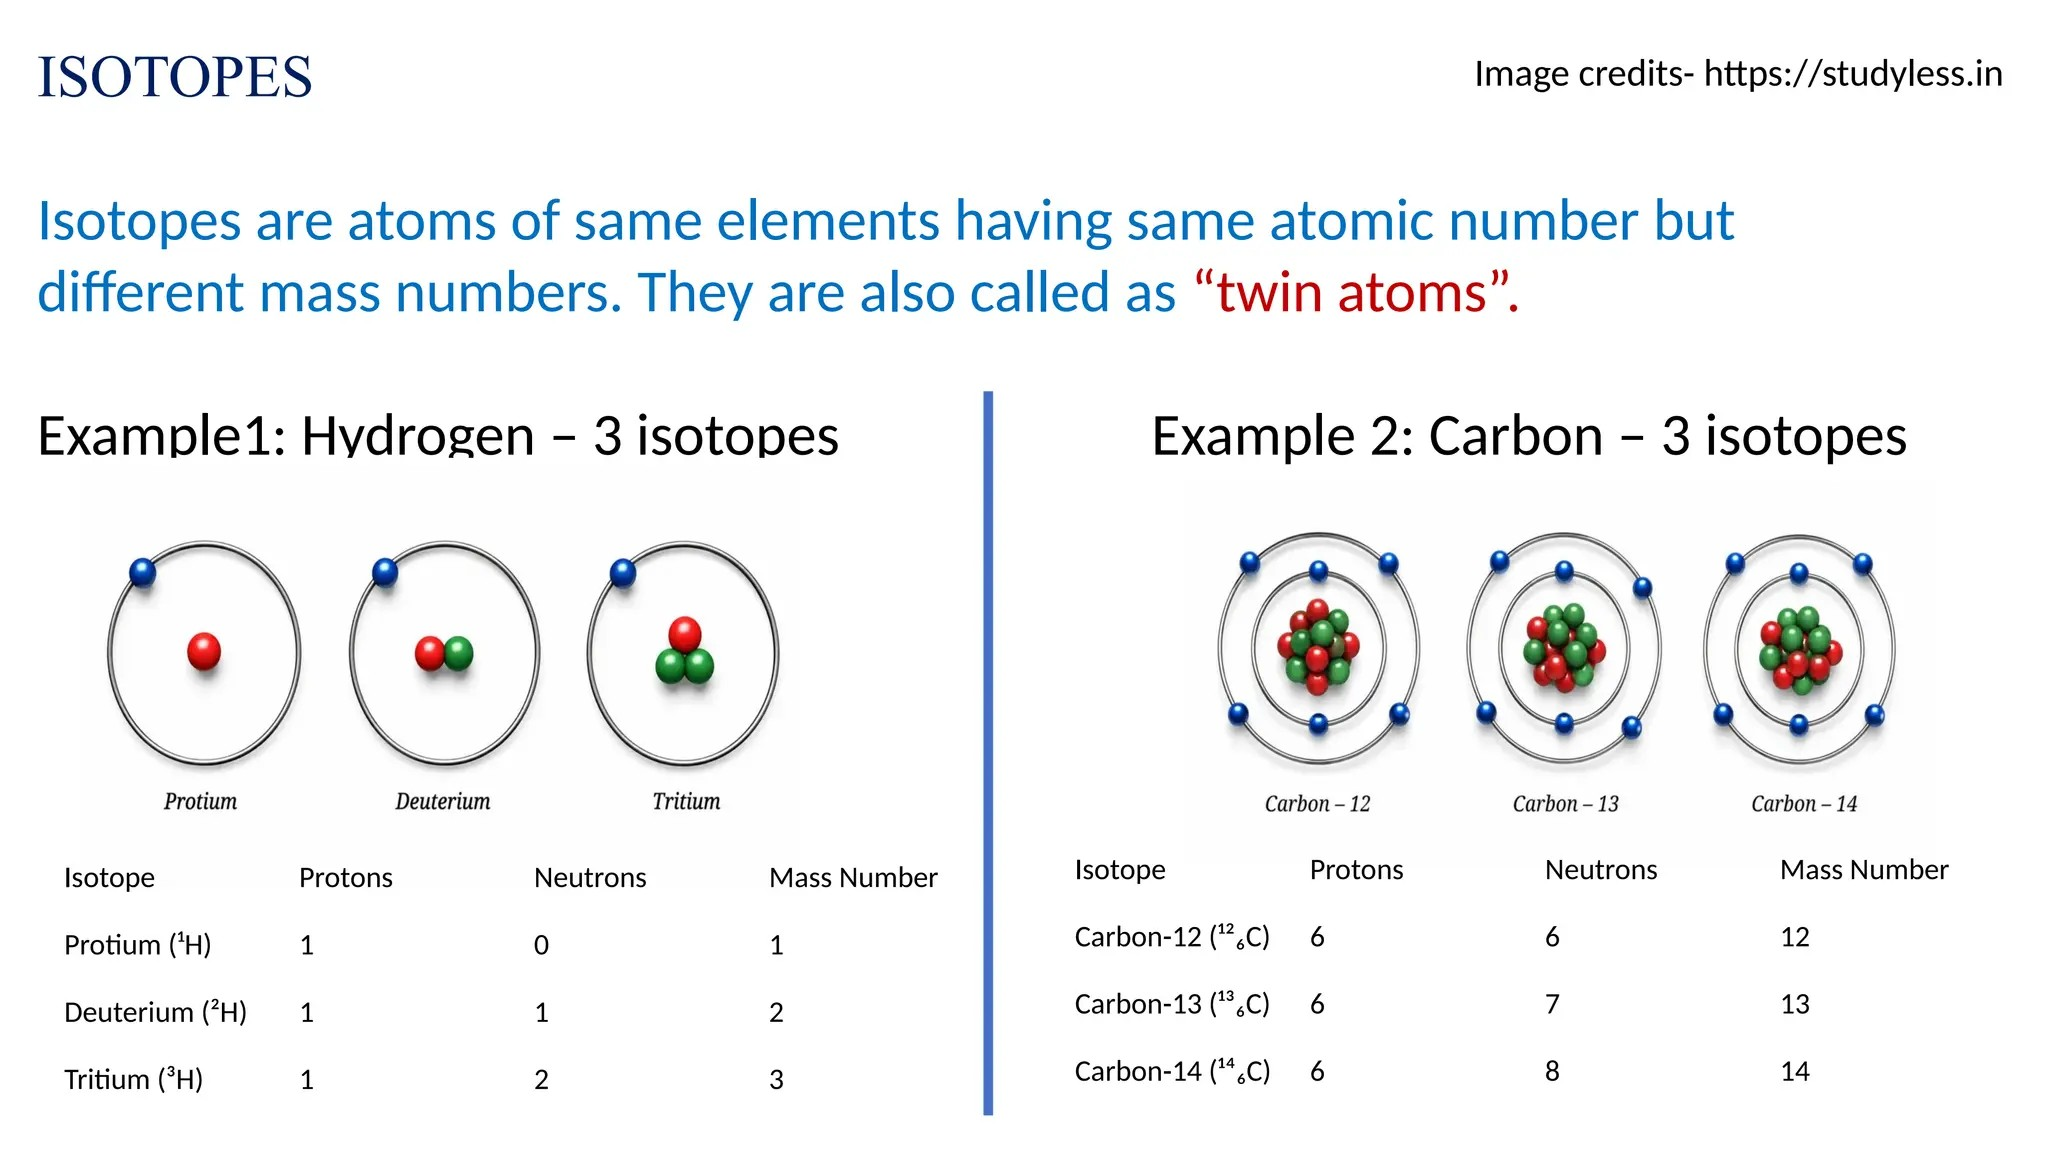 ISOTOPES
Image credits- https://studyless.in
Isotopes are atoms of same elements having same atomic number but
different mass numbers. They are also called as “twin atoms”.
Example1: Hydrogen – 3 isotopes
Protium Deuterium Tritium
Isotope Protons Neutrons Mass Number
Protium (¹H) 1 0 1
Deuterium (²H) 1 1 2
Tritium (³H) 1 2 3
Example 2: Carbon – 3 isotopes
Carbon – 12 Carbon – 13 Carbon – 14
Isotope Protons Neutrons Mass Number
Carbon-12 (¹²₆C) 6 6 12
Carbon-13 (¹³₆C) 6 7 13
Carbon-14 (¹⁴₆C) 6 8 14